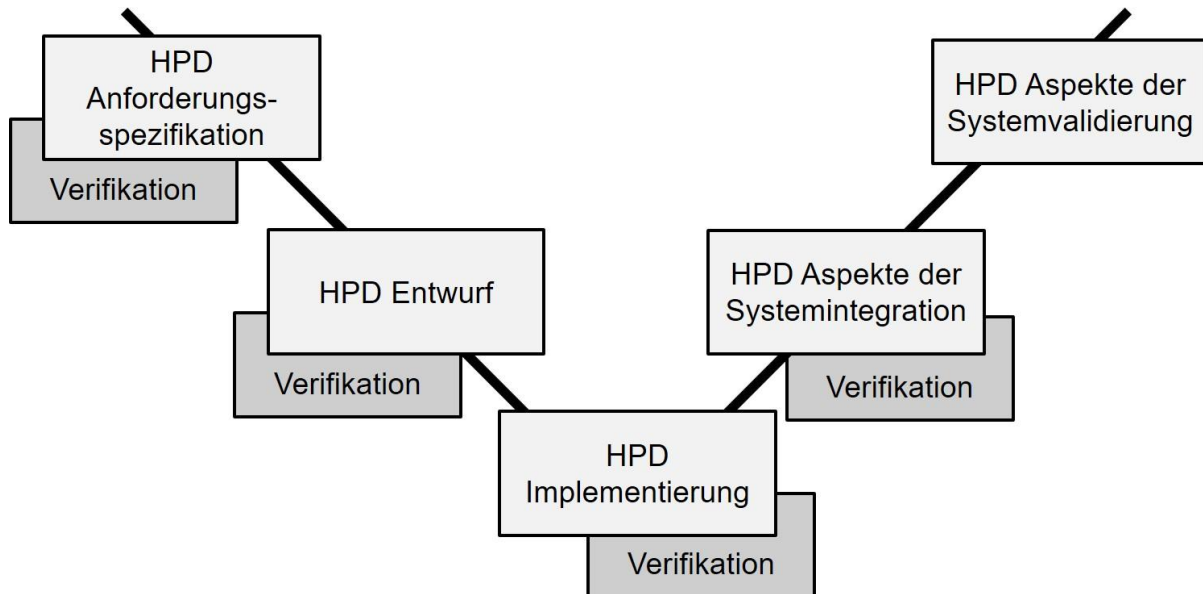 HPD
Anforderungs-
spezifikation
Verifikation
HPD Entwurf
Verifikation
HPD
Implementierung
Verifikation
HPD Aspekte der
Systemintegration
Verifikation
HPD Aspekte der
Systemvalidierung